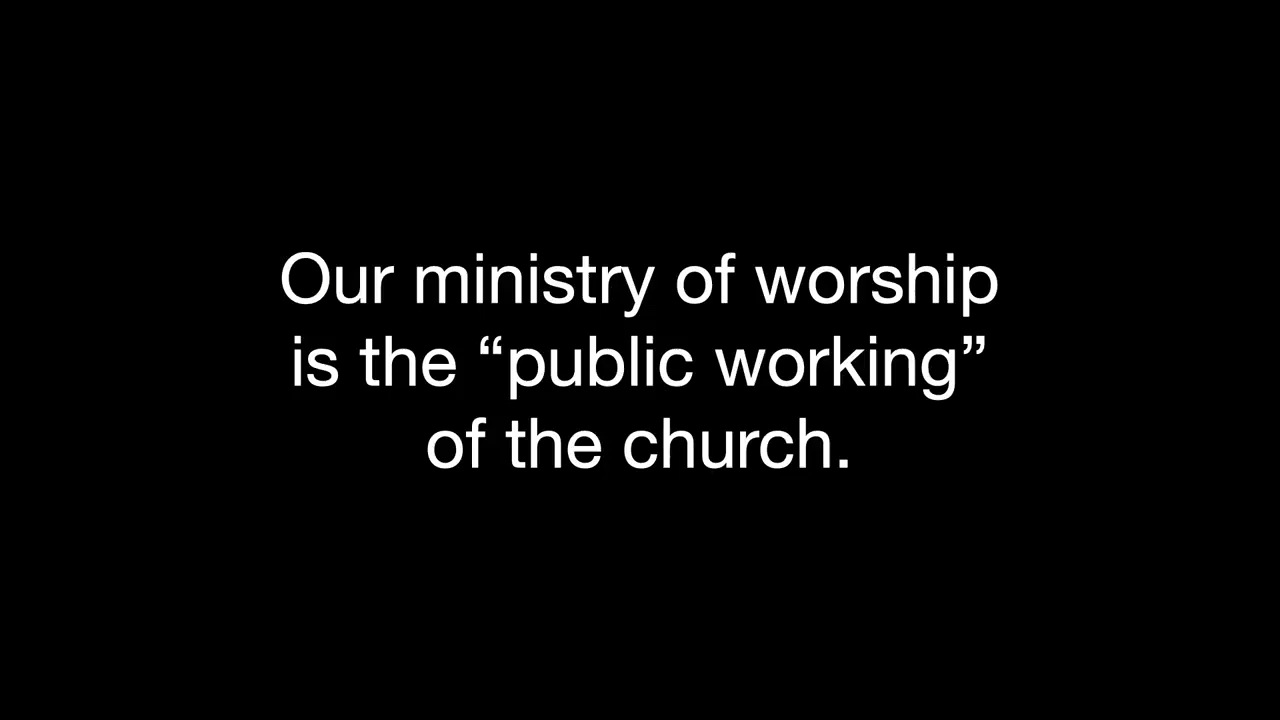 Our ministry of worship
is the “public working”
of the church.